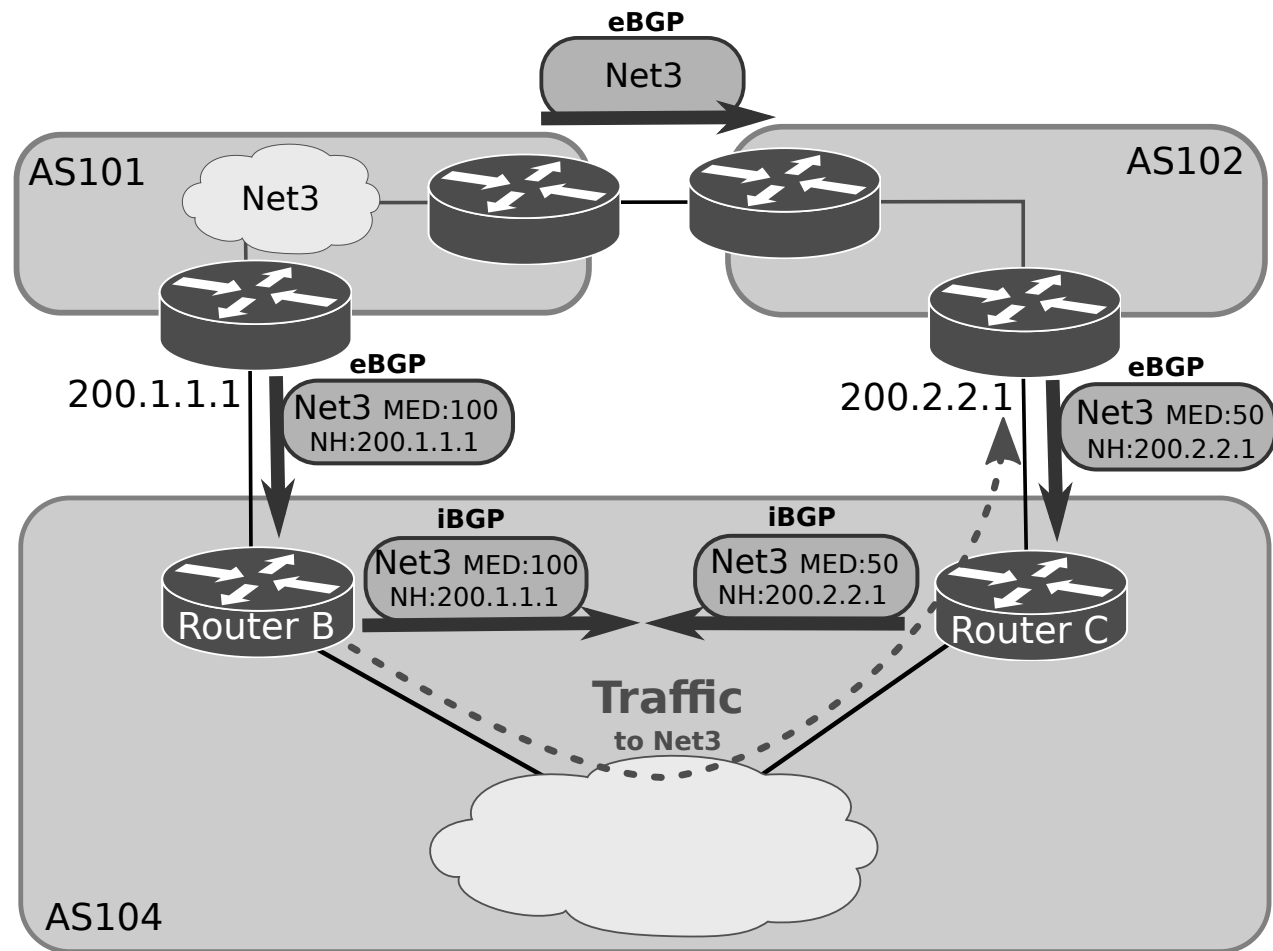 eBGP
Net3
AS101
Net3
AS102
200.1.1.1
eBGP
Net3 MED:100
NH:200.1.1.1
200.2.2.1
eBGP
Net3 MED:50
NH:200.2.2.1
iBGP
Net3 MED:100
NH:200.1.1.1
iBGP
Net3 MED:50
NH:200.2.2.1
Router B
Router C
Traffic
to Net3
AS104